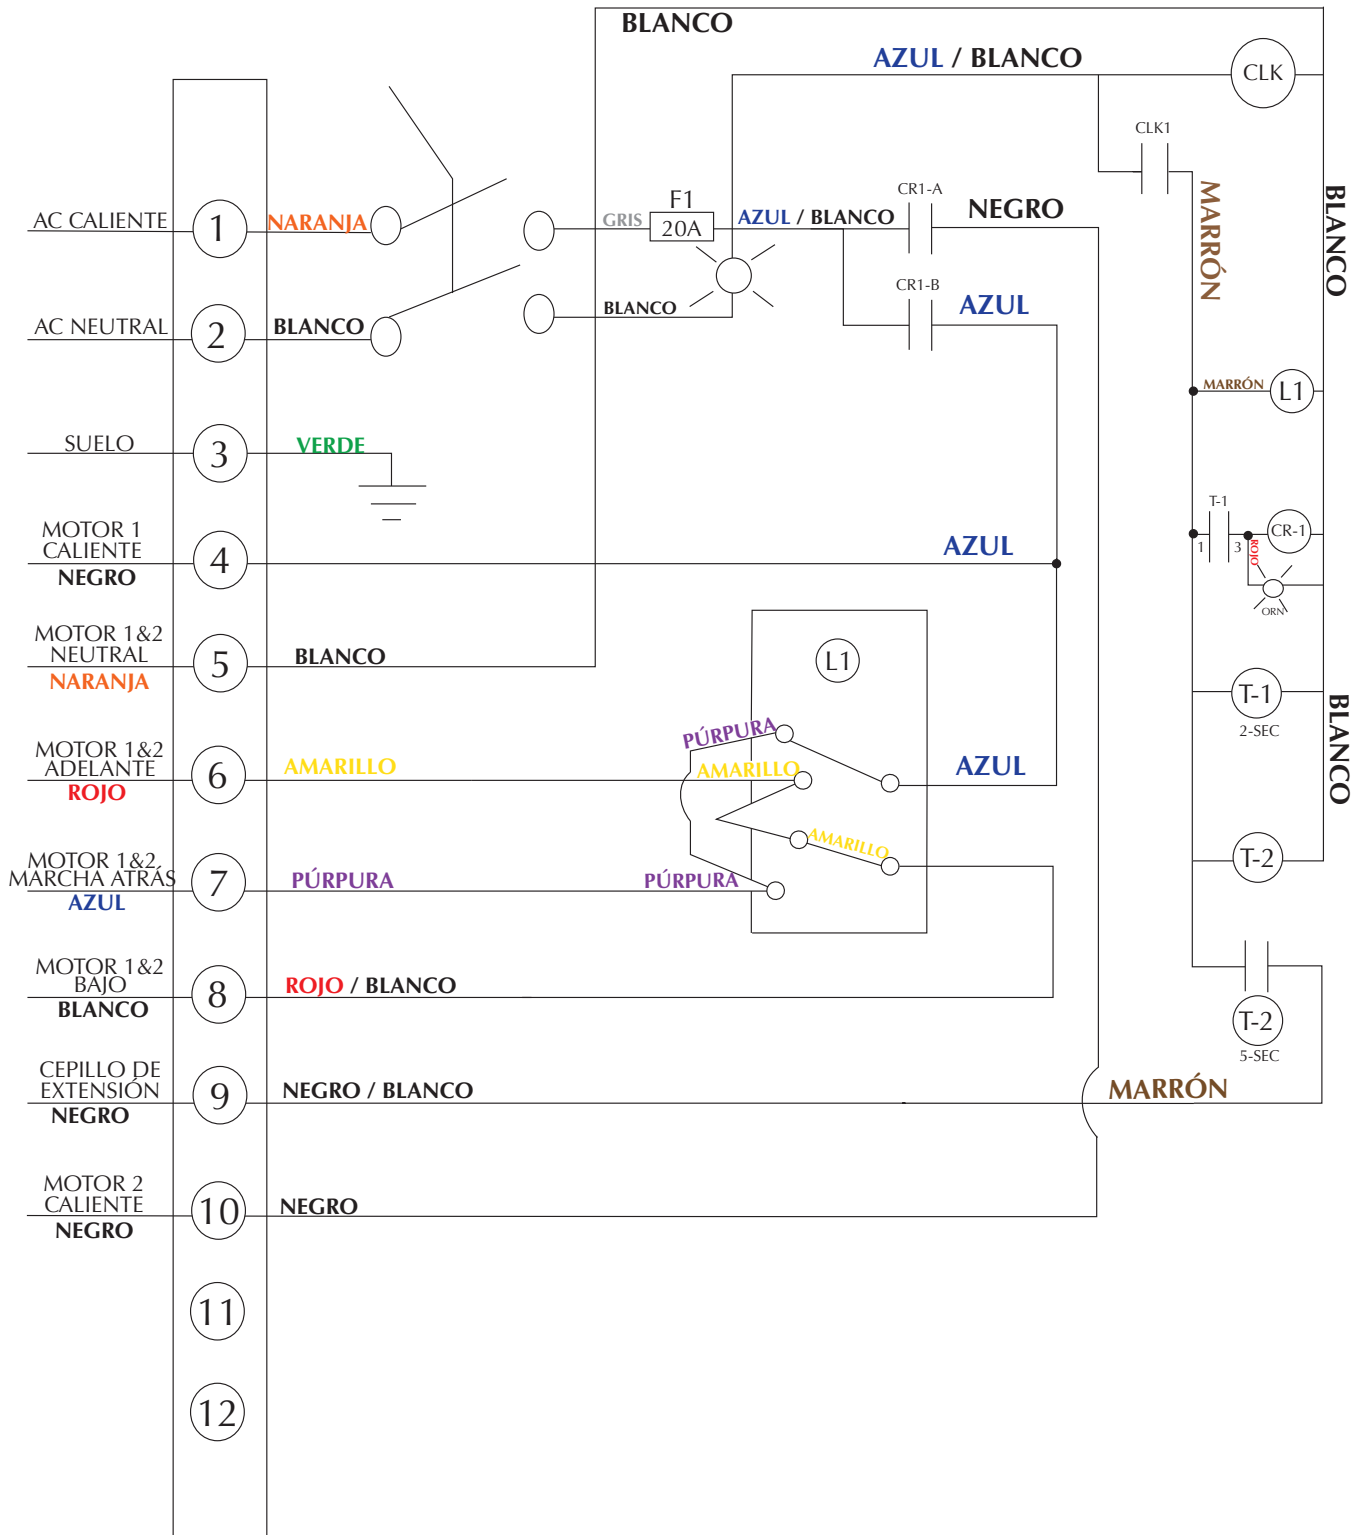 BLANCO
AZUL / BLANCO
CLK
CLK1
MARRÓN
BLANCO
AC CALIENTE
1
NARANJA
GRIS
F1
20A
AZUL / BLANCO
CR1-A
NEGRO
CR1-B
AZUL
AC NEUTRAL
2
BLANCO
BLANCO
MARRÓN
L1
SUELO
3
VERDE
T-1
1
3
ROJO
CR-1
ORN
MOTOR 1
CALIENTE
NEGRO
4
AZUL
MOTOR 1&2
NEUTRAL
NARANJA
5
BLANCO
L1
T-1
2-SEC
BLANCO
MOTOR 1&2
ADELANTE
ROJO
6
AMARILLO
PÚRPURA
AMARILLO
AZUL
AMARILLO
T-2
MOTOR 1&2
MARCHA ATRÁS
AZUL
7
PÚRPURA
PÚRPURA
MOTOR 1&2
BAJO
BLANCO
8
ROJO / BLANCO
T-2
5-SEC
CEPILLO DE
EXTENSIÓN
NEGRO
9
NEGRO / BLANCO
MARRÓN
MOTOR 2
CALIENTE
NEGRO
10
NEGRO
11
12